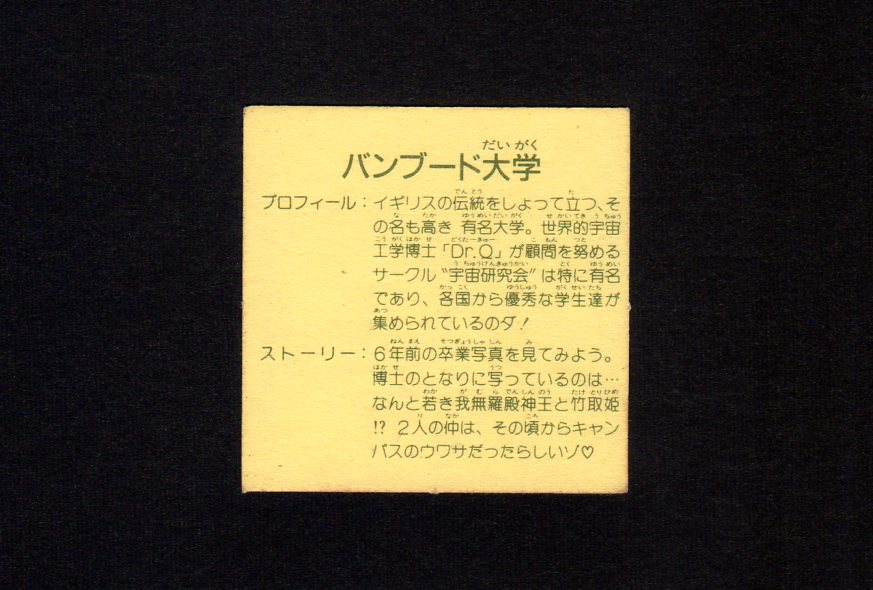 バンブード大学
プロフィール：イギリスの伝統をしょって立つ、そ
の名も高き 有名大学。世界的宇宙
工学博士「Dr.Q」が顧問を努める
サークル〝宇宙研究会〟は特に有名
であり、各国から優秀な学生達が
集められているのダ！
ストーリー：６年前の卒業写真を見てみよう。
博士のとなりに写っているのは…
なんと若き我無羅殿神王と竹取姫
!? ２人の仲は、その頃からキャン
パスのウワサだったらしいゾ♡